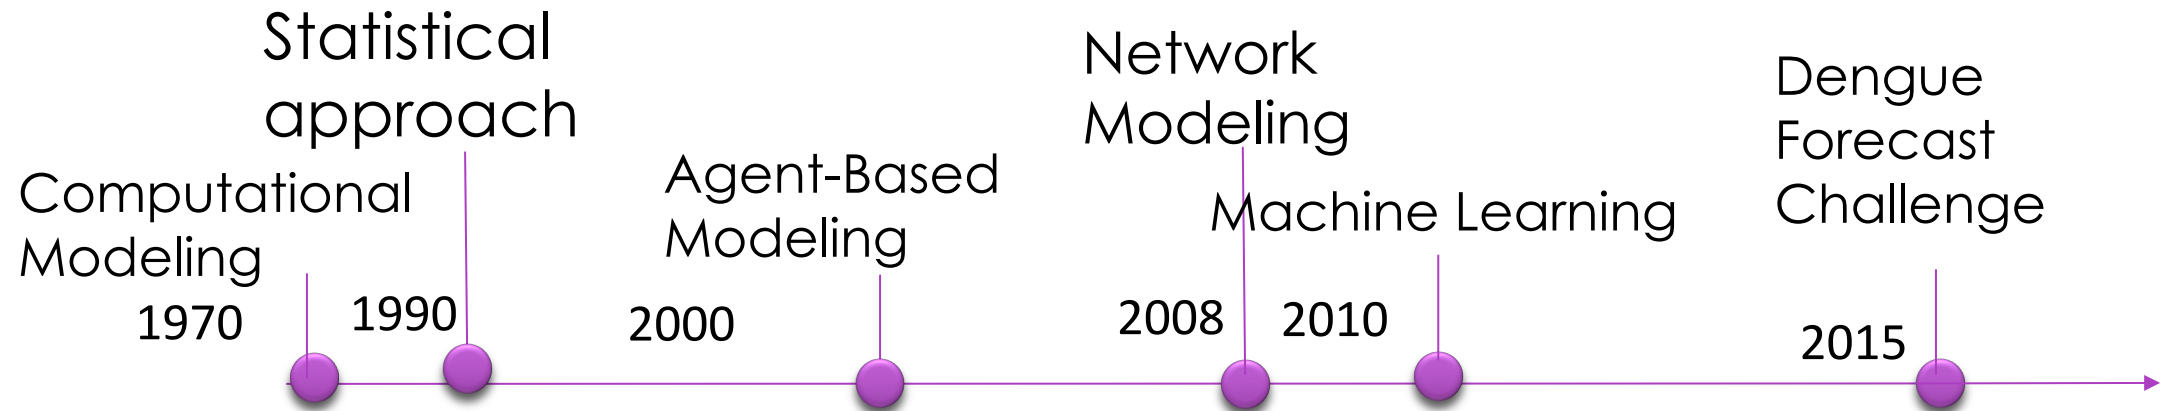 Computational
Modeling
1970
Statistical
approach
1990
Agent-Based
Modeling
2000
Network
Modeling
2008
Machine Learning
2010
Dengue
Forecast
Challenge
2015